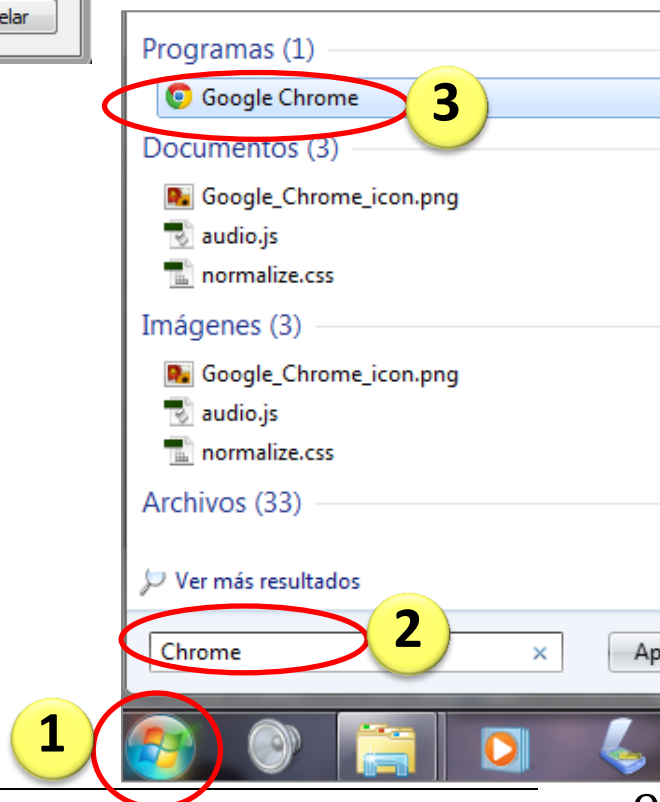 elar
Programas (1)
Google Chrome
3
Documentos (3)
Google_Chrome_icon.png
audio.js
normalize.css
Imágenes (3)
Google_Chrome_icon.png
audio.js
normalize.css
Archivos (33)
Ver más resultados
Chrome
2
Ap
1